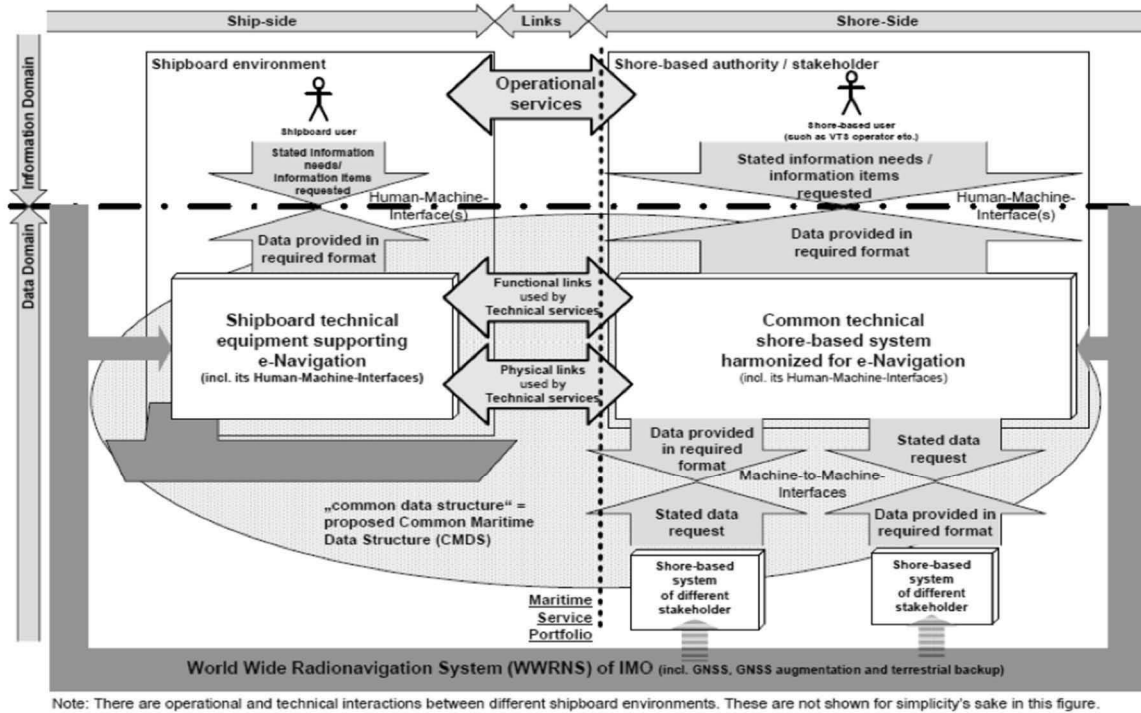 Ship-side
Links
Shore-Side
Information Domain
Data Domain
Shipboard environment
Operational
services
Shore-based authority / stakeholder
Shipboard user
Shore-based user
(such as VTS operator etc.)
Stated information
needs/
Information items
requested
Stated information needs /
information items
requested
Human-Machine-
Interface(s)
Human-Machine-
Interface(s)
Data provided in
required format
Data provided in
required format
Functional links
used by
Technical services
Shipboard technical
equipment supporting
e-Navigation
(incl. its Human-Machine-Interfaces)
Common technical
shore-based system
harmonized for e-Navigation
(incl. its Human-Machine-Interfaces)
Physical links
used by
Technical services
Data provided
in required
format
Stated data
request
Machine-to-Machine-
Interfaces
Stated data
request
Data provided in
required format
„common data structure“ =
proposed Common Maritime
Data Structure (CMDS)
Shore-based
system
of different
stakeholder
Shore-based
system
of different
stakeholder
Maritime
Service
Portfolio
World Wide Radionavigation System (WWRNS) of IMO (incl. GNSS, GNSS augmentation and terrestrial backup)
Note: There are operational and technical interactions between different shipboard environments. These are not shown for simplicity's sake in this figure.